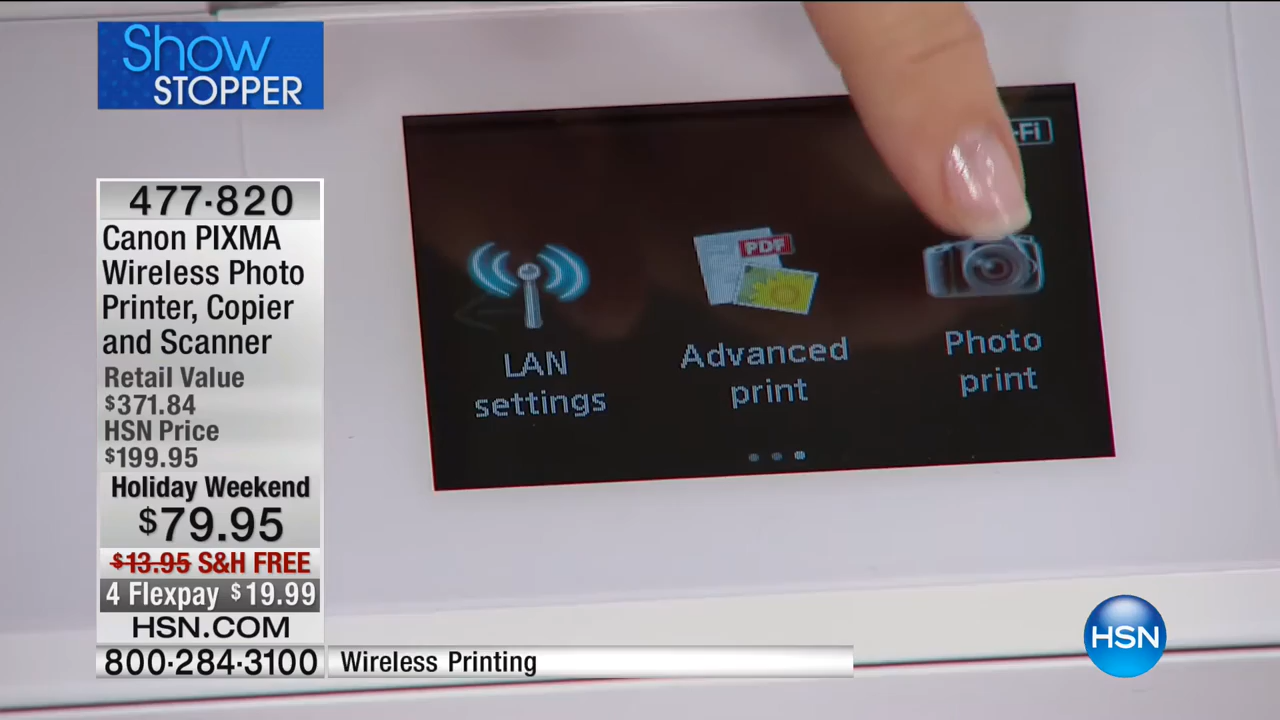 Show
STOPPER
477-820
Canon PIXMA
Wireless Photo
Printer, Copier
and Scanner
Retail Value
$371.84
HSN Price
$199.95
Holiday Weekend
$79.95
$13.95 S&H FREE
4 Flexpay $19.99
HSN.COM
800-284-3100
Wireless Printing
-Fi
PDF
LAN
settings
Advanced
print
Photo
print
HSN